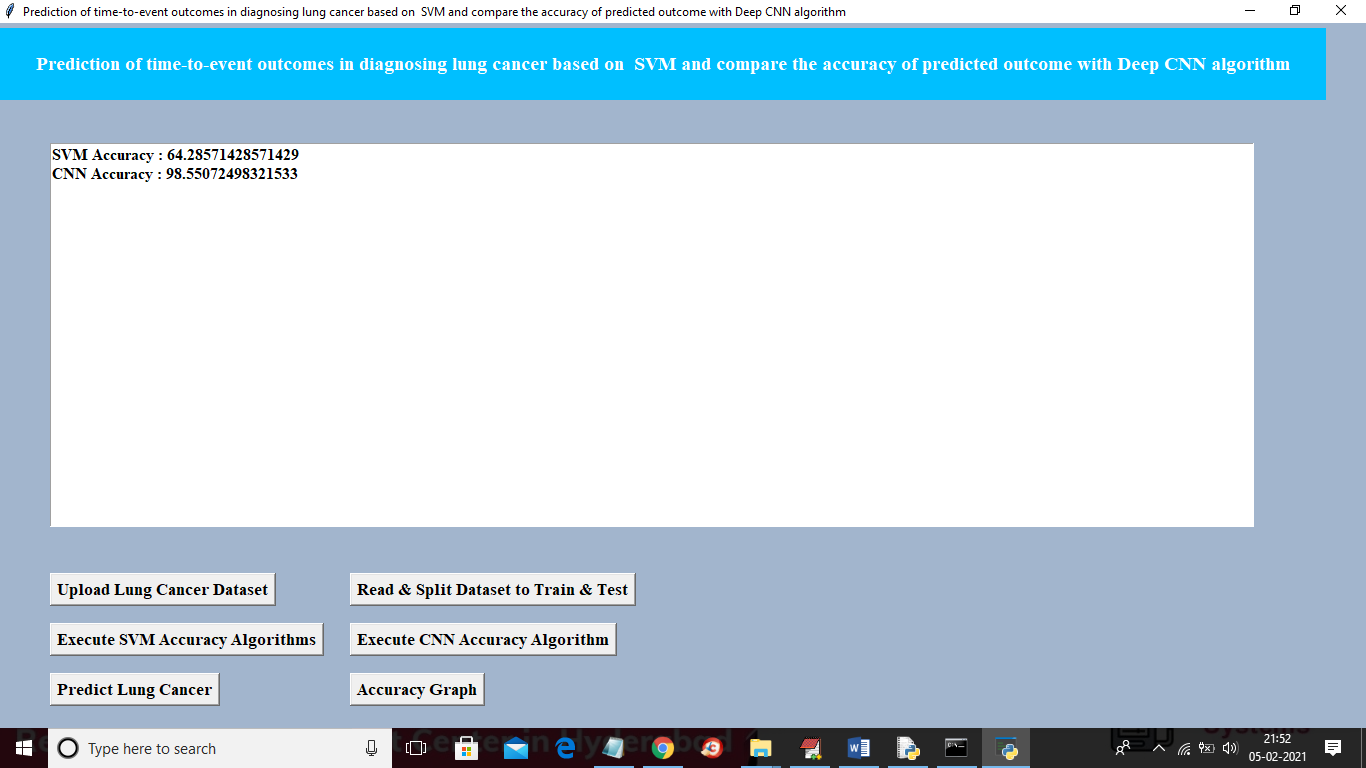 Prediction of time-to-event outcomes in diagnosing lung cancer based on  SVM and compare the accuracy of predicted outcome with Deep CNN algorithm
Prediction of time-to-event outcomes in diagnosing lung cancer based on  SVM and compare the accuracy of predicted outcome with Deep CNN algorithm
SVM Accuracy : 64.28571428571429
CNN Accuracy : 98.55072498321533
Upload Lung Cancer Dataset
Read & Split Dataset to Train & Test
Execute SVM Accuracy Algorithms
Execute CNN Accuracy Algorithm
Predict Lung Cancer
Accuracy Graph
Type here to search
21:52
05-02-2021